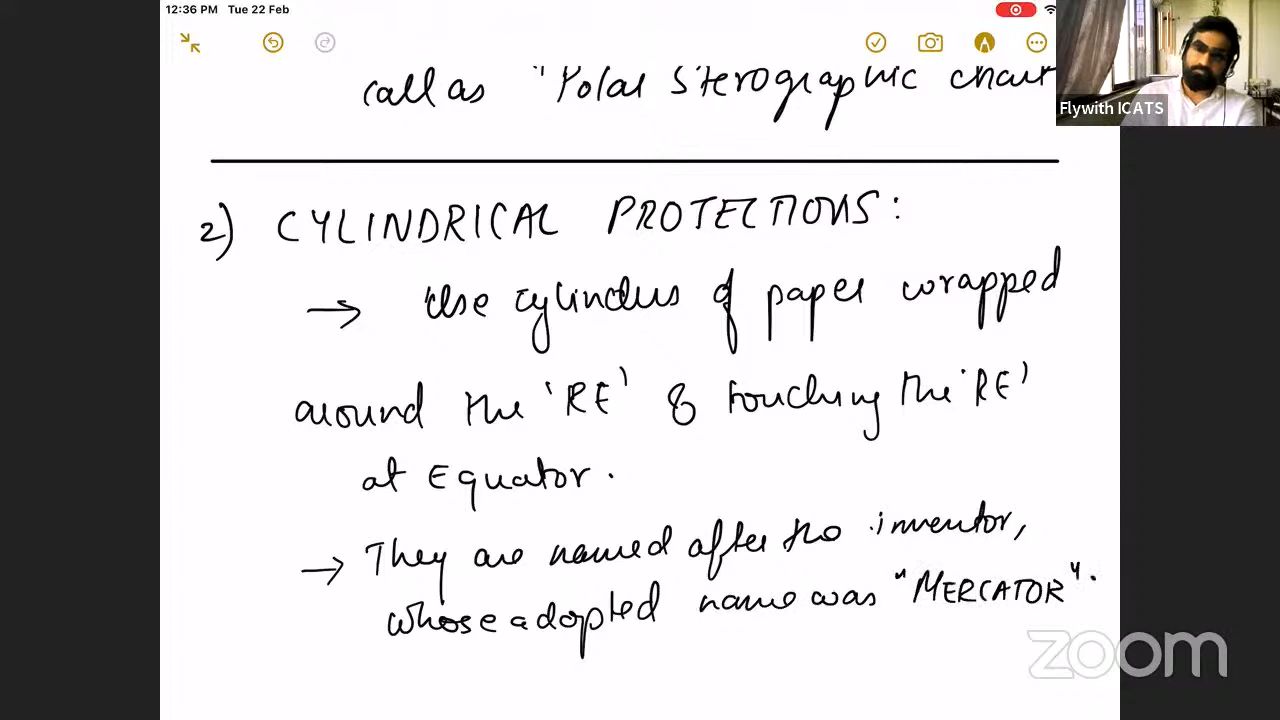 12:36 PM Tue 22 Feb
call as "Polar Sterographic chart
Flywith ICATS
2) CYLINDRICAL PROTECTIONS:
→ Use cylinders of paper wrapped
around the 'RE' & touching the 'RE'
at Equator.
→ They are named after the inventor,
whose adopted name was "MERCATOR".
zoom